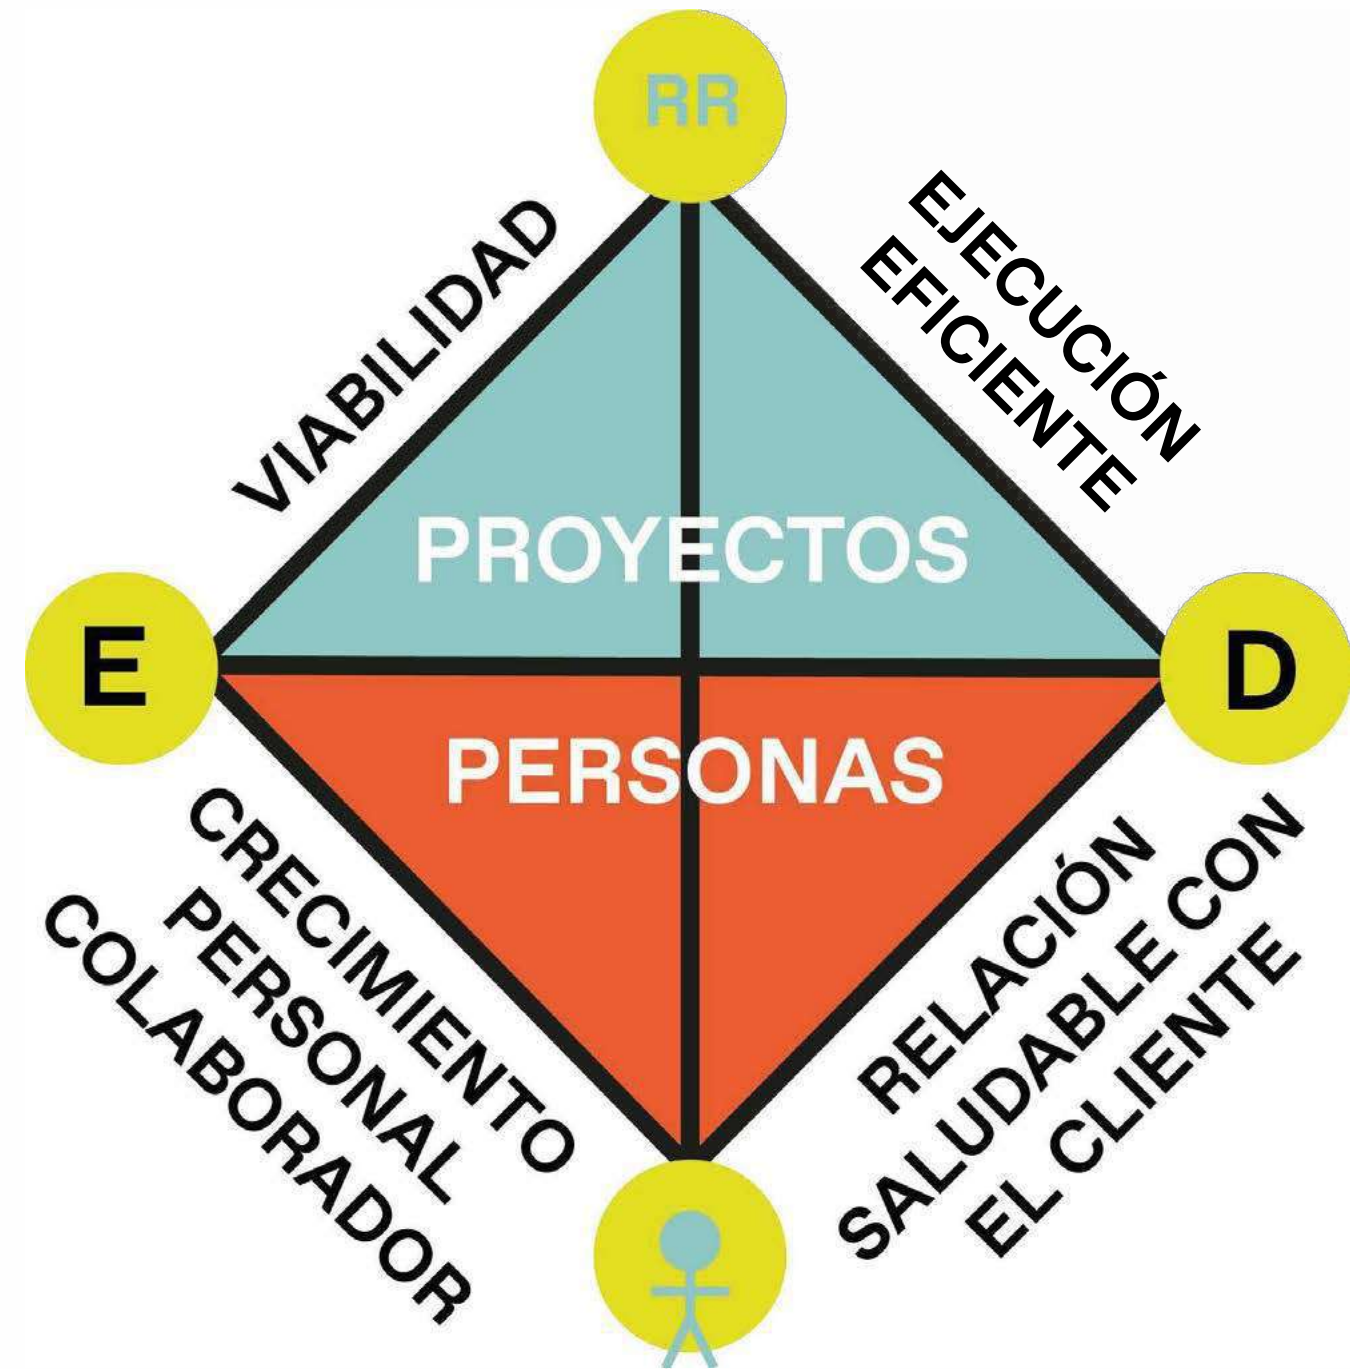 RR
VIABILIDAD
EJECUCIÓN
EFICIENTE
PROYECTOS
E
D
PERSONAS
CRECIMIENTO
PERSONAL
COLABORADOR
RELACIÓN
SALUDABLE CON
EL CLIENTE